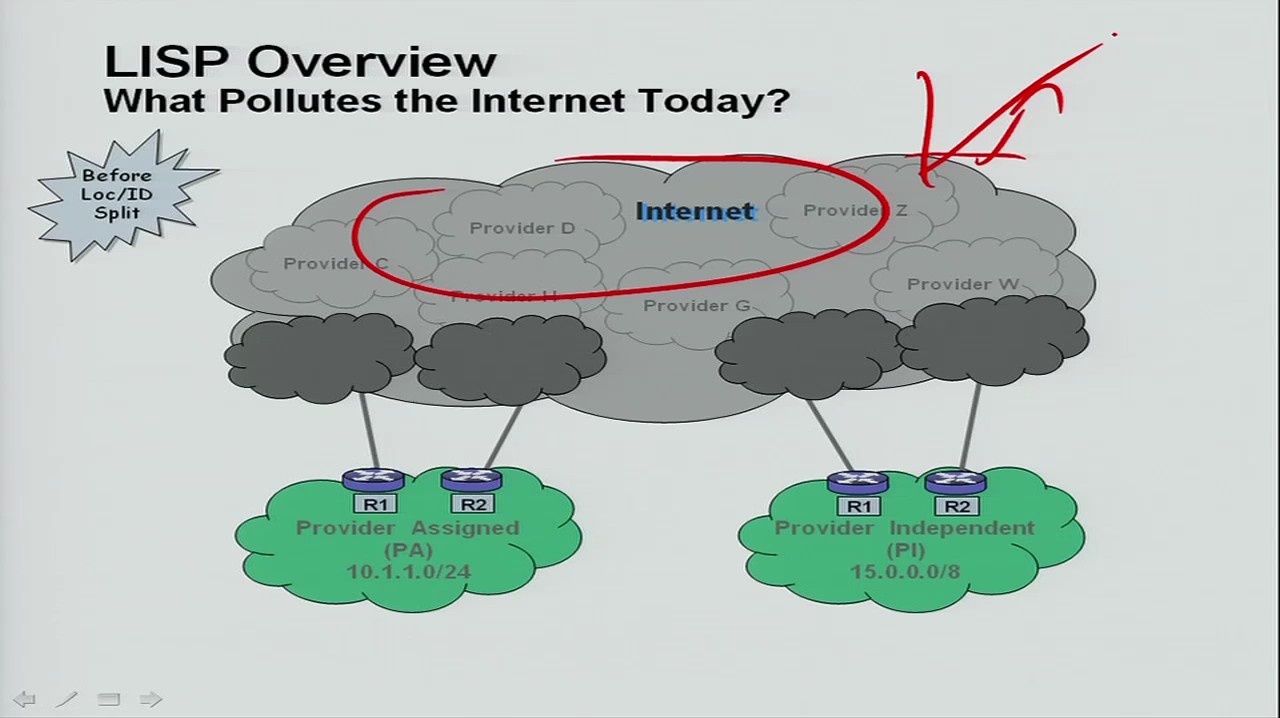 LISP Overview
What Pollutes the Internet Today?
Before
Loc/ID
Split
Internet
Provider Z
Provider D
Provider C
Provider H
Provider G
Provider W
R1
R2
Provider Assigned
(PA)
10.1.1.0/24
R1
R2
Provider Independent
(PI)
15.0.0.0/8